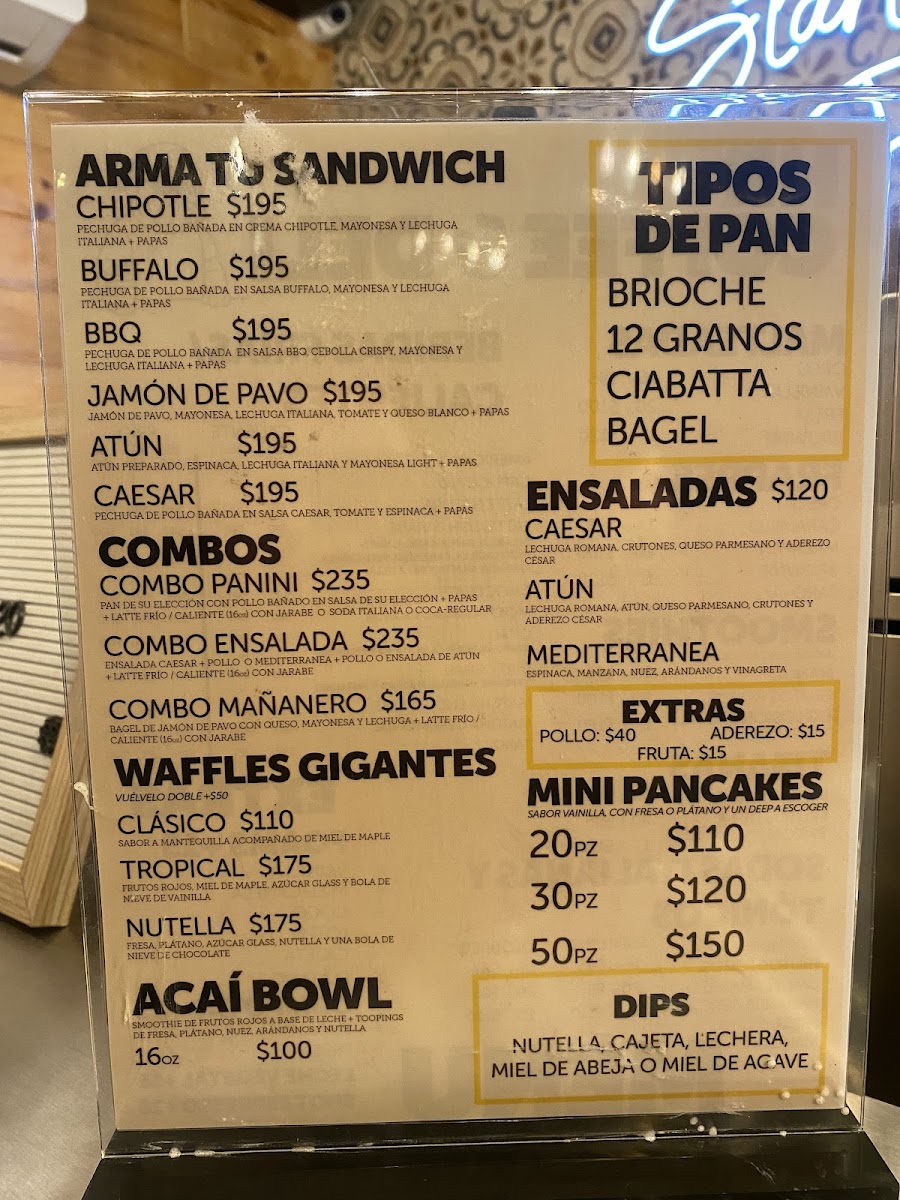 ARMA TU SANDWICH
CHIPOTLE $195
PECHUGA DE POLLO BAÑADA EN CREMA CHIPOTLE, MAYONESA Y LECHUGA
ITALIANA + PAPAS
BUFFALO $195
PECHUGA DE POLLO BAÑADA EN SALSA BUFFALO, MAYONESA Y LECHUGA
ITALIANA + PAPAS
BBQ $195
PECHUGA DE POLLO BAÑADA EN SALSA BBQ, CEBOLLA CRISPY, MAYONESA Y
LECHUGA ITALIANA + PAPAS
JAMÓN DE PAVO $195
JAMÓN DE PAVO, MAYONESA, LECHUGA ITALIANA, TOMATE Y QUESO BLANCO + PAPAS
ATÚN $195
ATÚN PREPARADO, ESPINACA, LECHUGA ITALIANA Y MAYONESA LIGHT + PAPAS
CAESAR $195
PECHUGA DE POLLO BAÑADA EN SALSA CAESAR, TOMATE Y ESPINACA + PAPAS
COMBOS
COMBO PANINI $235
PAN DE SU ELECCIÓN CON POLLO BAÑADO EN SALSA DE SU ELECCIÓN + PAPAS
+ LATTE FRÍO / CALIENTE (16oz) CON JARABE O SODA ITALIANA O COCA-REGULAR
COMBO ENSALADA $235
ENSALADA CAESAR + POLLO O MEDITERRANEA + POLLO O ENSALADA DE ATÚN
+ LATTE FRÍO / CALIENTE (16oz) CON JARABE
COMBO MAÑANERO $165
BAGEL DE JAMÓN DE PAVO CON QUESO, MAYONESA Y LECHUGA + LATTE FRÍO /
CALIENTE (16oz) CON JARABE
WAFFLES GIGANTES
VUÉLVELO DOBLE +$50
CLÁSICO $110
SABOR A MANTEQUILLA ACOMPAÑADO DE MIEL DE MAPLE
TROPICAL $175
FRUTOS ROJOS, MIEL DE MAPLE, AZÚCAR GLASS Y BOLA DE
NIEVE DE VAINILLA
NUTELLA $175
FRESA, PLÁTANO, AZÚCAR GLASS, NUTELLA Y UNA BOLA DE
NIEVE DE CHOCOLATE
ACAÍ BOWL
SMOOTHIE DE FRUTOS ROJOS A BASE DE LECHE + TOOPINGS
DE FRESA, PLÁTANO, NUEZ, ARÁNDANOS Y NUTELLA
16OZ $100
TIPOS
DE PAN
BRIOCHE
12 GRANOS
CIABATTA
BAGEL
ENSALADAS $120
CAESAR
LECHUGA ROMANA, CRUTONES, QUESO PARMESANO Y ADEREZO
CÉSAR
ATÚN
LECHUGA ROMANA, ATÚN, QUESO PARMESANO, CRUTONES Y
ADEREZO CÉSAR
MEDITERRANEA
ESPINACA, MANZANA, NUEZ, ARÁNDANOS Y VINAGRETA
EXTRAS
POLLO: $40 ADEREZO: $15
FRUTA: $15
MINI PANCAKES
SABOR VAINILLA, CON FRESA O PLÁTANO Y UN DEEP A ESCOGER
20PZ $110
30PZ $120
50PZ $150
DIPS
NUTELLA, CAJETA, LECHERA,
MIEL DE ABEJA O MIEL DE AGAVE